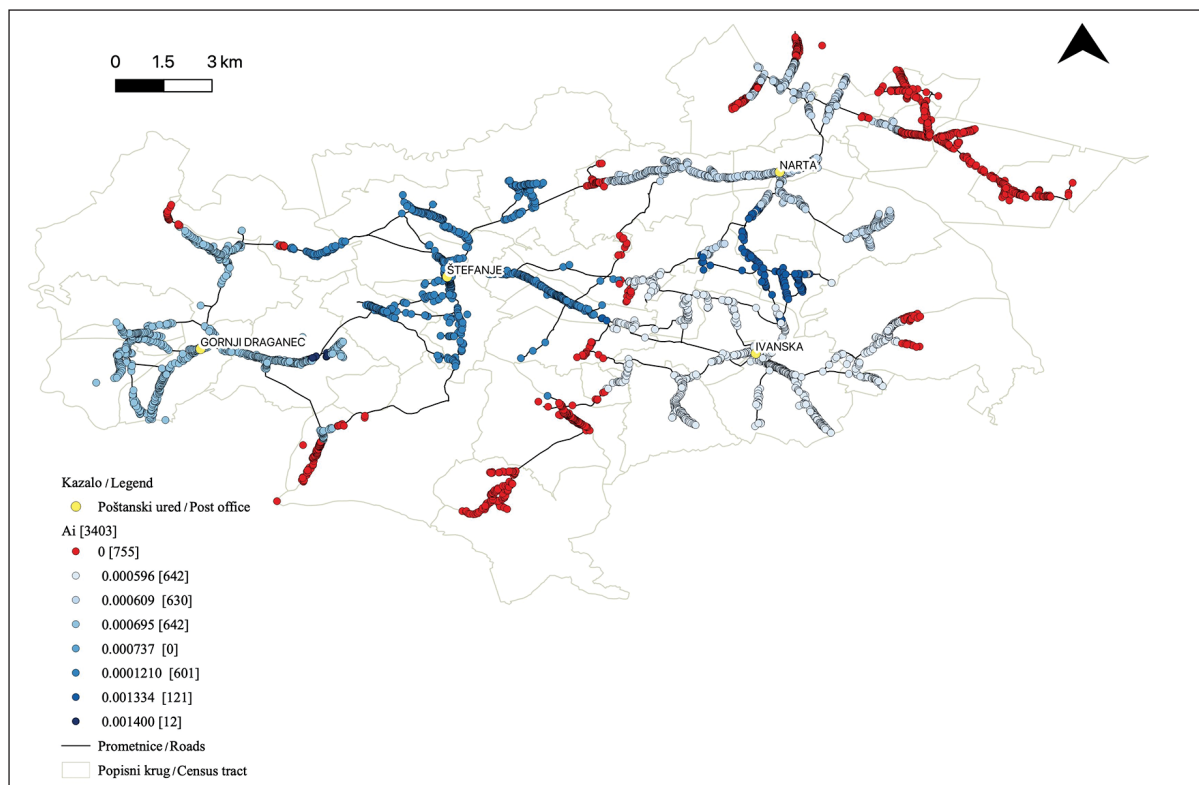 0 1.5 3 km
NARTA
ŠTEFANJE
GORNJI DRAGANEC
IVANSKA
Kazalo / Legend
Poštanski ured / Post office
Ai [3403]
0 [755]
0.000596 [642]
0.000609 [630]
0.000695 [642]
0.000737 [0]
0.0001210 [601]
0.001334 [121]
0.001400 [12]
Prometnice / Roads
Popisni krug / Census tract